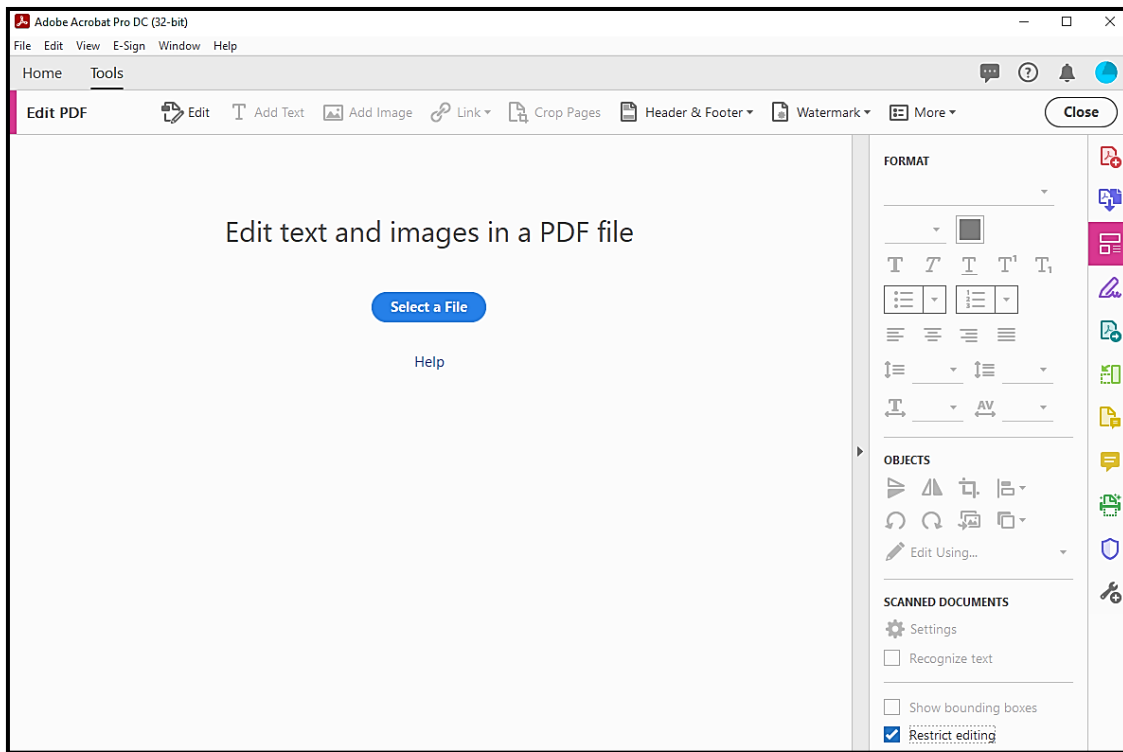 Adobe Acrobat Pro DC (32-bit)
File Edit View E-Sign Window Help
Home Tools
Edit PDF Edit Add Text Add Image Link Crop Pages Header & Footer Watermark More Close
Edit text and images in a PDF file
Select a File
Help
FORMAT
OBJECTS
Edit Using...
SCANNED DOCUMENTS
Settings
Recognize text
Show bounding boxes
Restrict editing